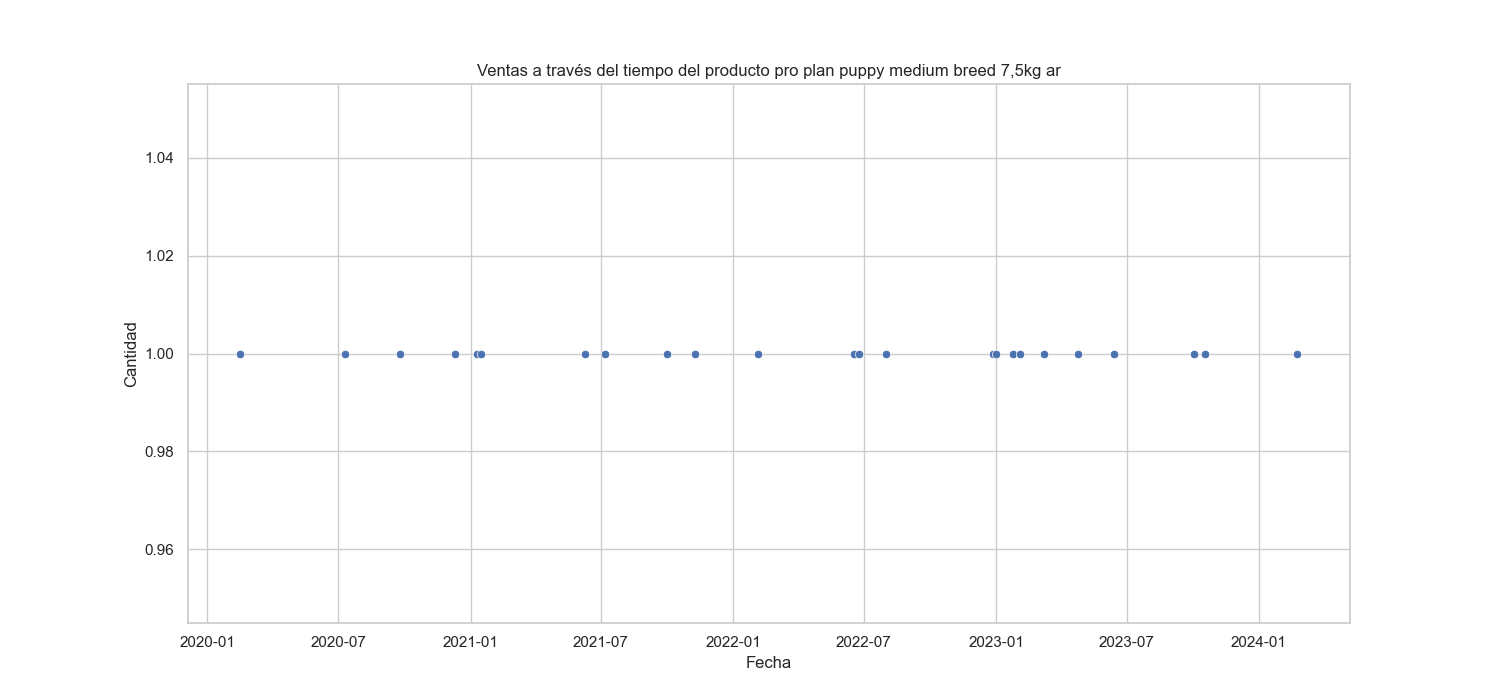 Ventas a través del tiempo del producto pro plan puppy medium breed 7,5kg ar
1.04
1.02
1.00
0.98
0.96
Cantidad
2020-01 2020-07 2021-01 2021-07 2022-01 2022-07 2023-01 2023-07 2024-01
Fecha